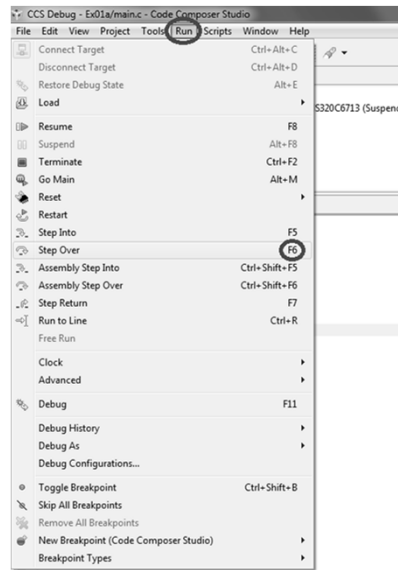 CCS Debug - Ex01a/main.c - Code Composer Studio
File Edit View Project Tools Run Scripts Window Help
Connect Target Ctrl+Alt+C
Disconnect Target Ctrl+Alt+D
Restore Debug State Alt+E
Load
S320C6713 (Suspen
Resume F8
Suspend Alt+F8
Terminate Ctrl+F2
Go Main Alt+M
Reset
Restart
Step Into F5
Step Over F6
Assembly Step Into Ctrl+Shift+F5
Assembly Step Over Ctrl+Shift+F6
Step Return F7
Run to Line Ctrl+R
Free Run
Clock
Advanced
Debug F11
Debug History
Debug As
Debug Configurations...
Toggle Breakpoint Ctrl+Shift+B
Skip All Breakpoints
Remove All Breakpoints
New Breakpoint (Code Composer Studio)
Breakpoint Types